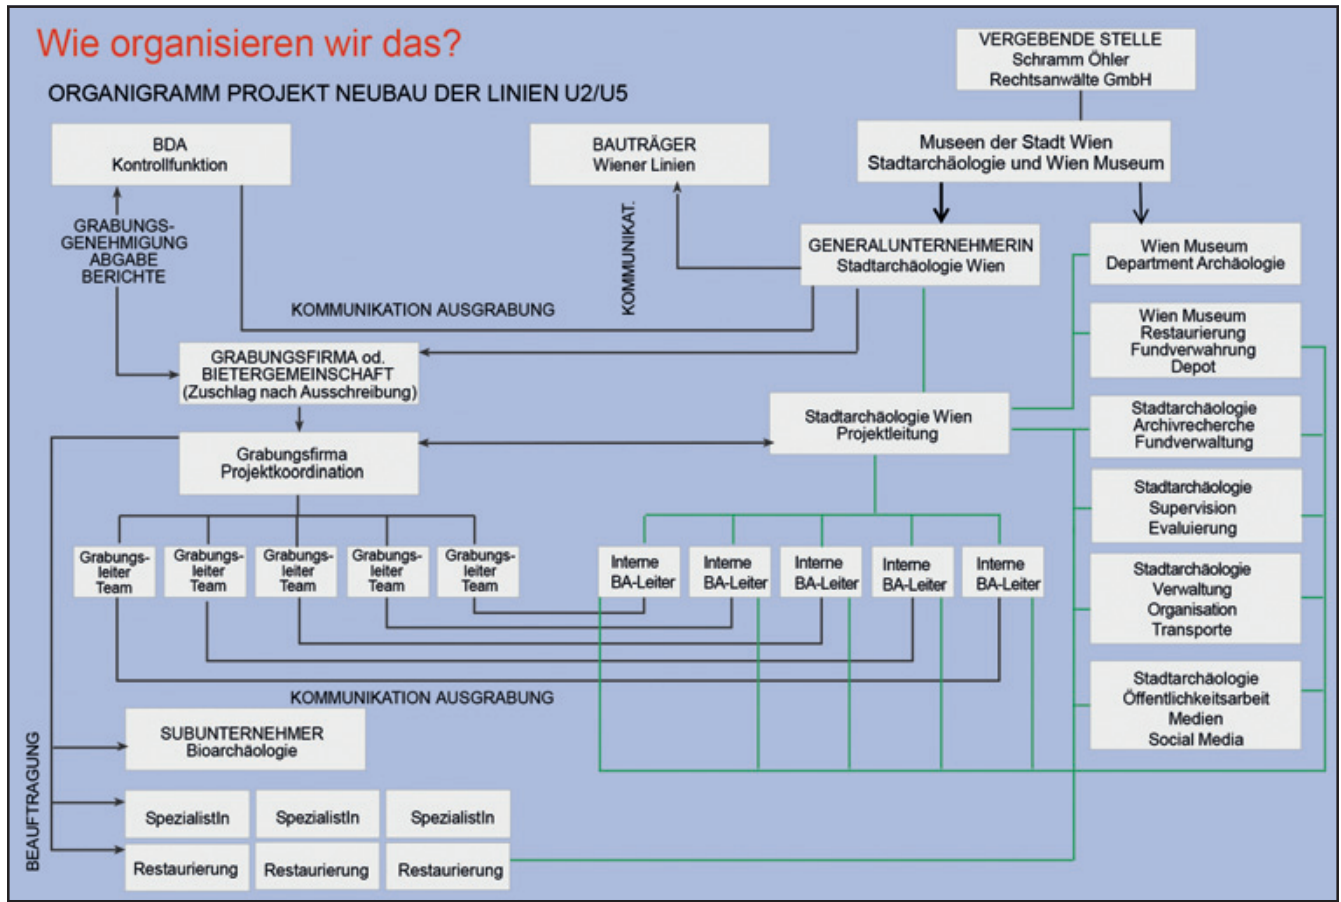 Wie organisieren wir das?
ORGANIGRAMM PROJEKT NEUBAU DER LINIEN U2/U5
VERGEBENDE STELLE
Schramm Öhler
Rechtsanwälte GmbH
BDA
Kontrollfunktion
BAUTRÄGER
Wiener Linien
Museen der Stadt Wien
Stadtarchäologie und Wien Museum
GRABUNGS-
GENEHMIGUNG
ABGABE
BERICHTE
KOMMUNIKAT.
GENERALUNTERNEHMERIN
Stadtarchäologie Wien
Wien Museum
Department Archäologie
KOMMUNIKATION AUSGRABUNG
Wien Museum
Restaurierung
Fundverwahrung
Depot
GRABUNGSFIRMA od.
BIETERGEMEINSCHAFT
(Zuschlag nach Ausschreibung)
Stadtarchäologie Wien
Projektleitung
Stadtarchäologie
Archivrecherche
Fundverwaltung
Grabungsfirma
Projektkoordination
Stadtarchäologie
Supervision
Evaluierung
Grabungs-
leiter
Team
Grabungs-
leiter
Team
Grabungs-
leiter
Team
Grabungs-
leiter
Team
Grabungs-
leiter
Team
Interne
BA-Leiter
Interne
BA-Leiter
Interne
BA-Leiter
Interne
BA-Leiter
Interne
BA-Leiter
Stadtarchäologie
Verwaltung
Organisation
Transporte
KOMMUNIKATION AUSGRABUNG
Stadtarchäologie
Öffentlichkeitsarbeit
Medien
Social Media
BEAUFTRAGUNG
SUBUNTERNEHMER
Bioarchäologie
SpezialistIn
SpezialistIn
SpezialistIn
Restaurierung
Restaurierung
Restaurierung